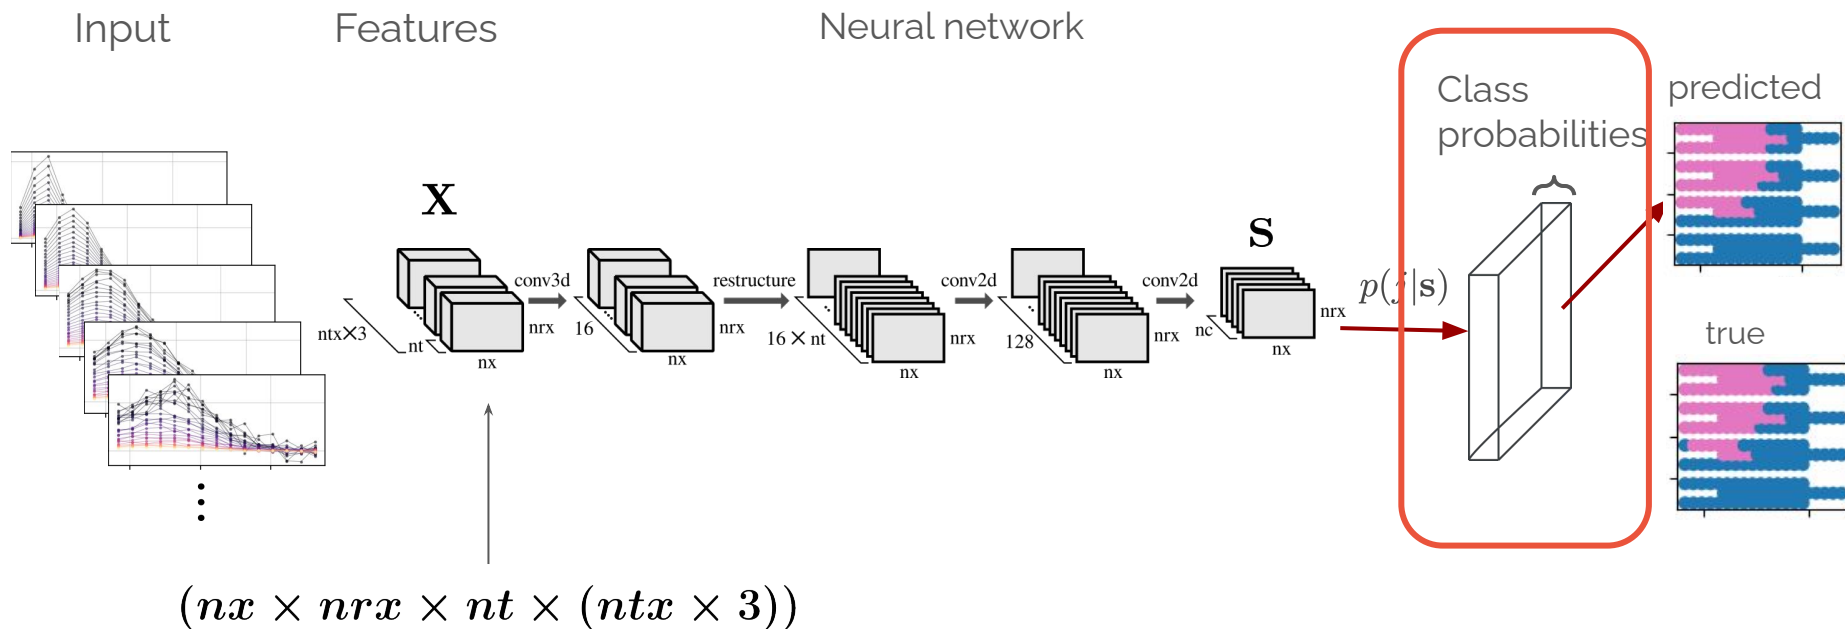 Input
Features
Neural network
Class
probabilities
predicted
true
X
S
conv3d
restructure
conv2d
conv2d
ntx×3
nt
nrx
nx
16
nrx
nx
16 × nt
nrx
nx
128
nrx
nx
nc
nrx
nx
p(j|s)
(nx × nrx × nt × (ntx × 3))